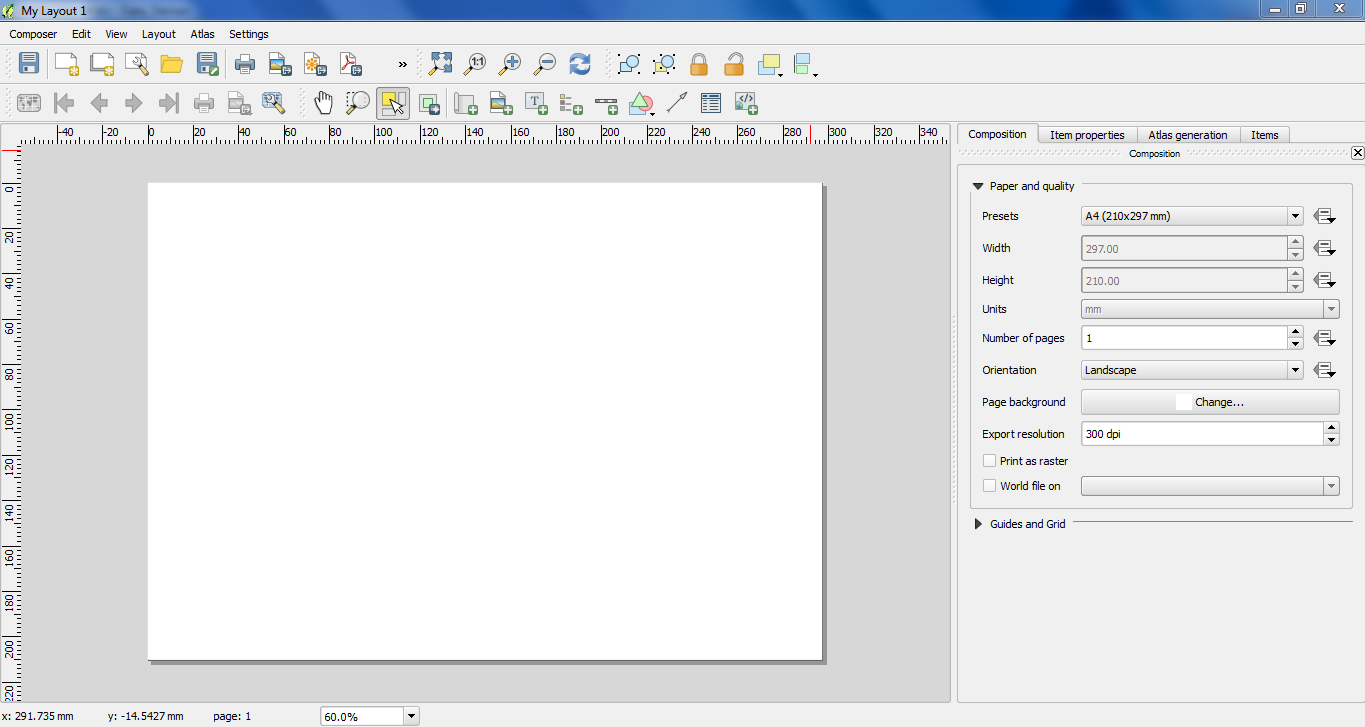 My Layout 1
Composer Edit View Layout Atlas Settings
» 1:1
T
-40 -20 0 20 40 60 80 100 120 140 160 180 200 220 240 260 280 300 320 340
0
20
40
60
80
100
120
140
160
180
200
220
Composition Item properties Atlas generation Items
Composition
Paper and quality
Presets A4 (210x297 mm)
Width 297.00
Height 210.00
Units mm
Number of pages 1
Orientation Landscape
Page background Change...
Export resolution 300 dpi
Print as raster
World file on
Guides and Grid
x: 291.735 mm y: -14.5427 mm page: 1 60.0%